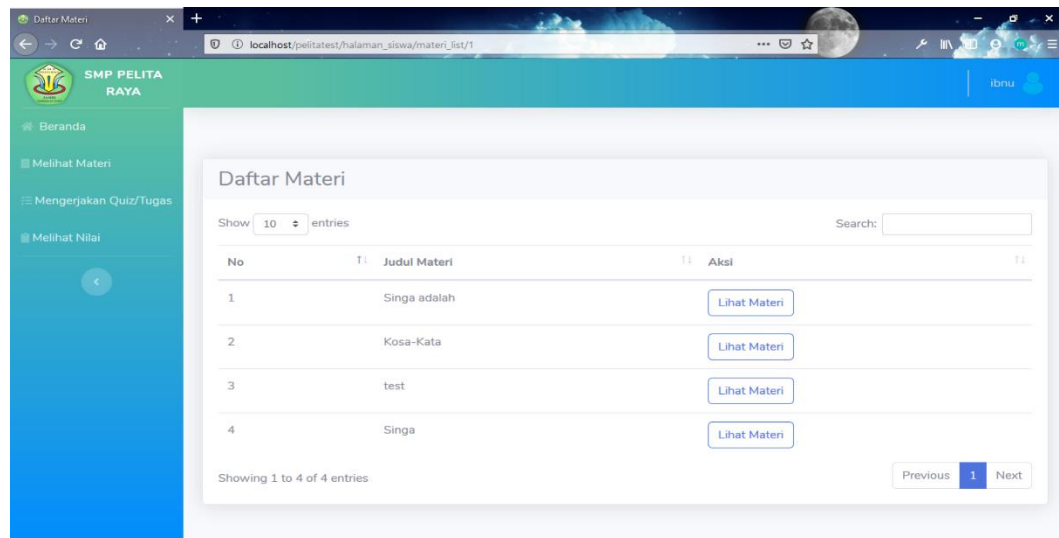 Daftar Materi
localhost/pelitatest/halaman_siswa/materi_list/1
SMP PELITA
RAYA
ibnu
Beranda
Melihat Materi
Mengerjakan Quiz/Tugas
Melihat Nilai
Daftar Materi
Show 10 entries
Search:
No Judul Materi Aksi
1 Singa adalah Lihat Materi
2 Kosa-Kata Lihat Materi
3 test Lihat Materi
4 Singa Lihat Materi
Showing 1 to 4 of 4 entries
Previous 1 Next